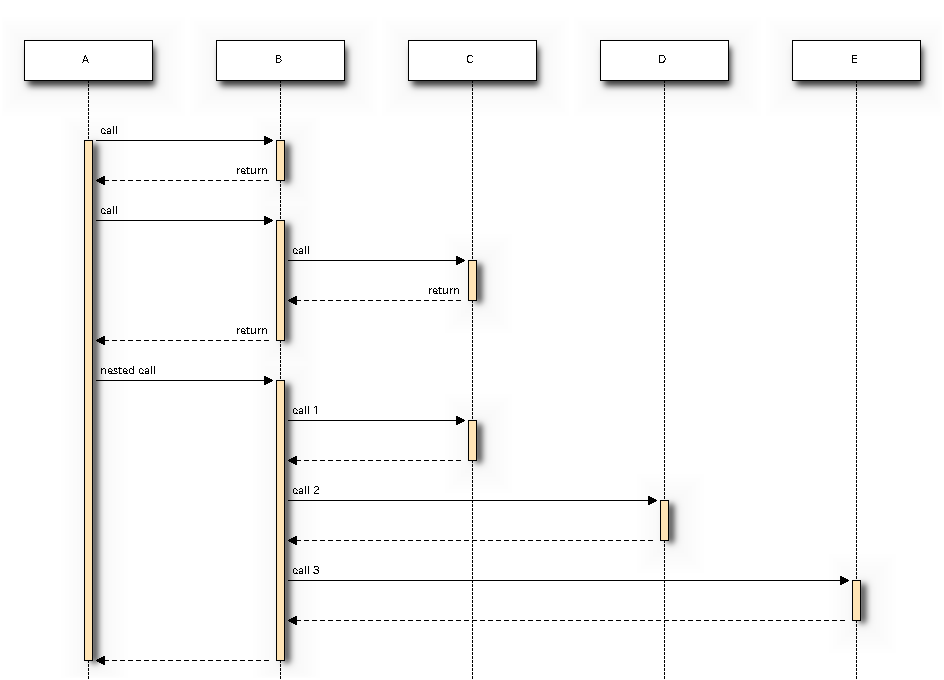 A
B
C
D
E
call
return
call
call
return
return
nested call
call 1
call 2
call 3